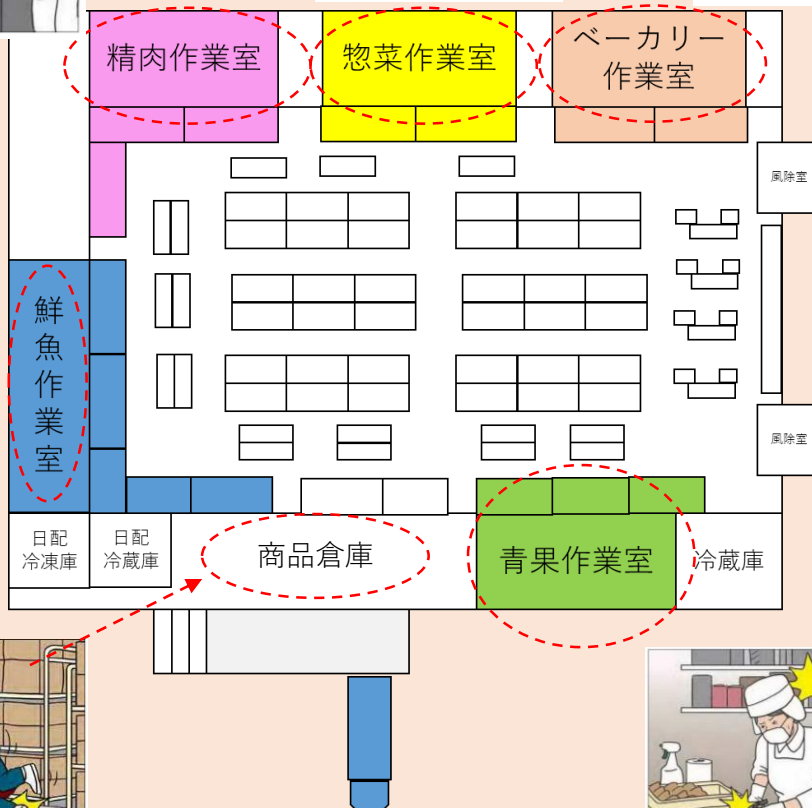 精肉作業室
惣菜作業室
ベーカリー
作業室
風除室
鮮魚作業室
風除室
日配
冷凍庫
日配
冷蔵庫
商品倉庫
青果作業室
冷蔵庫